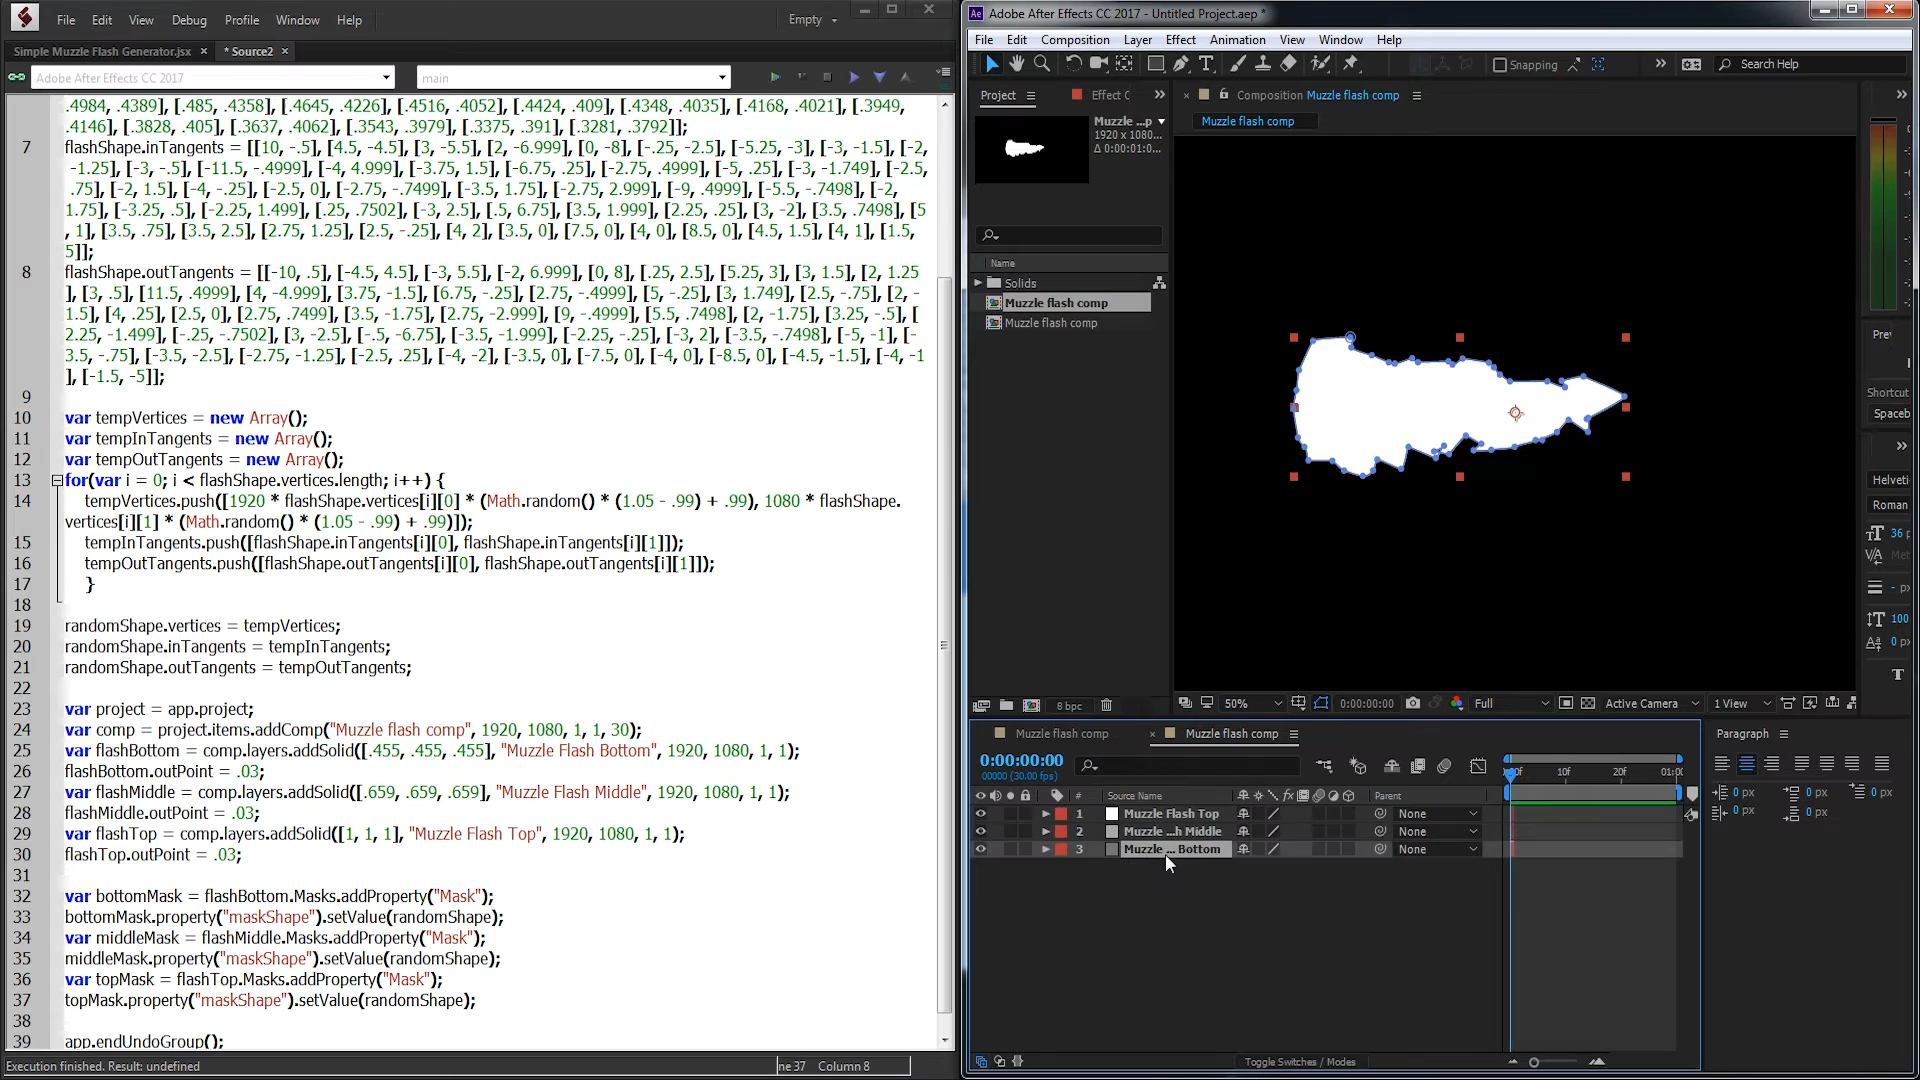 File Edit View Debug Profile Window Help
Empty
Simple Muzzle Flash Generator.jsx × * Source2 ×
Adobe After Effects CC 2017
main
.4984, .4389], [.485, .4358], [.4645, .4226], [.4516, .4052], [.4424, .409], [.4348, .4035], [.4168, .4021], [.3949,
.4146], [.3828, .405], [.3637, .4062], [.3543, .3979], [.3375, .391], [.3281, .3792]];
7 flashShape.inTangents = [[10, -.5], [4.5, -4.5], [3, -5.5], [2, -6.999], [0, -8], [-.25, -2.5], [-5.25, -3], [-3, -1.5], [-2,
-1.25], [-3, -.5], [-11.5, -.4999], [-4, 4.999], [-3.75, 1.5], [-6.75, .25], [-2.75, .4999], [-5, .25], [-3, -1.749], [-2.5,
.75], [-2, 1.5], [-4, -.25], [-2.5, 0], [-2.75, -.7499], [-3.5, 1.75], [-2.75, 2.999], [-9, .4999], [-5.5, -.7498], [-2,
1.75], [-3.25, .5], [-2.25, 1.499], [.25, .7502], [-3, 2.5], [.5, 6.75], [3.5, 1.999], [2.25, .25], [3, -2], [3.5, .7498], [5
, 1], [3.5, .75], [3.5, 2.5], [2.75, 1.25], [2.5, -.25], [4, 2], [3.5, 0], [7.5, 0], [4, 0], [8.5, 0], [4.5, 1.5], [4, 1], [1.5,
5]];
8 flashShape.outTangents = [[-10, .5], [-4.5, 4.5], [-3, 5.5], [-2, 6.999], [0, 8], [.25, 2.5], [5.25, 3], [3, 1.5], [2, 1.25
], [3, .5], [11.5, .4999], [4, -4.999], [3.75, -1.5], [6.75, -.25], [2.75, -.4999], [5, -.25], [3, 1.749], [2.5, -.75], [2, -
1.5], [4, .25], [2.5, 0], [2.75, .7499], [3.5, -1.75], [2.75, -2.999], [9, -.4999], [5.5, .7498], [2, -1.75], [3.25, -.5], [
2.25, -1.499], [-.25, -.7502], [3, -2.5], [-.5, -6.75], [-3.5, -1.999], [-2.25, -.25], [-3, 2], [-3.5, -.7498], [-5, -1], [-
3.5, -.75], [-3.5, -2.5], [-2.75, -1.25], [-2.5, .25], [-4, -2], [-3.5, 0], [-7.5, 0], [-4, 0], [-8.5, 0], [-4.5, -1.5], [-4, -1
], [-1.5, -5]];
9
10 var tempVertices = new Array();
11 var tempInTangents = new Array();
12 var tempOutTangents = new Array();
13 for(var i = 0; i < flashShape.vertices.length; i++) {
14 tempVertices.push([1920 * flashShape.vertices[i][0] * (Math.random() * (1.05 - .99) + .99), 1080 * flashShape.
vertices[i][1] * (Math.random() * (1.05 - .99) + .99)]);
15 tempInTangents.push([flashShape.inTangents[i][0], flashShape.inTangents[i][1]]);
16 tempOutTangents.push([flashShape.outTangents[i][0], flashShape.outTangents[i][1]]);
17 }
18
19 randomShape.vertices = tempVertices;
20 randomShape.inTangents = tempInTangents;
21 randomShape.outTangents = tempOutTangents;
22
23 var project = app.project;
24 var comp = project.items.addComp("Muzzle flash comp", 1920, 1080, 1, 1, 30);
25 var flashBottom = comp.layers.addSolid([.455, .455, .455], "Muzzle Flash Bottom", 1920, 1080, 1, 1);
26 flashBottom.outPoint = .03;
27 var flashMiddle = comp.layers.addSolid([.659, .659, .659], "Muzzle Flash Middle", 1920, 1080, 1, 1);
28 flashMiddle.outPoint = .03;
29 var flashTop = comp.layers.addSolid([1, 1, 1], "Muzzle Flash Top", 1920, 1080, 1, 1);
30 flashTop.outPoint = .03;
31
32 var bottomMask = flashBottom.Masks.addProperty("Mask");
33 bottomMask.property("maskShape").setValue(randomShape);
34 var middleMask = flashMiddle.Masks.addProperty("Mask");
35 middleMask.property("maskShape").setValue(randomShape);
36 var topMask = flashTop.Masks.addProperty("Mask");
37 topMask.property("maskShape").setValue(randomShape);
38
39 app.endUndoGroup();
Execution finished. Result: undefined
ne 37 Column 8
Ae Adobe After Effects CC 2017 - Untitled Project.aep *
File Edit Composition Layer Effect Animation View Window Help
Snapping
Search Help
Project
Effect C
Muzzle ...p
1920 x 1080...
Δ 0:00:01:0...
Name
Solids
Muzzle flash comp
Muzzle flash comp
8 bpc
Composition Muzzle flash comp
Muzzle flash comp
50%
0:00:00:00
Full
Active Camera
1 View
Pre
Shortcut
Spaceb
Helveti
Roman
36
Met
- p
100
0 p
Muzzle flash comp
× Muzzle flash comp
0:00:00:00
00000 (30.00 fps)
10f 20f 01:0
# Source Name Parent
1 Muzzle Flash Top None
2 Muzzle ...h Middle None
3 Muzzle ... Bottom None
Toggle Switches / Modes
Paragraph
0 px 0 px 0 px
0 px 0 px